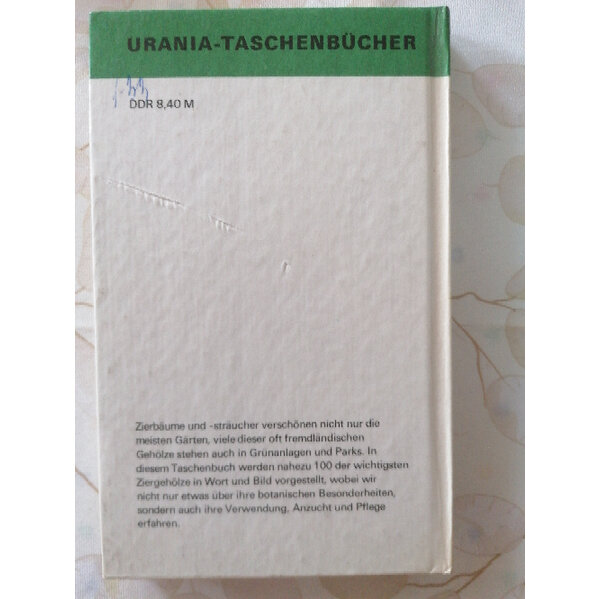 URANIA-TASCHENBÜCHER
DDR 8,40 M
Zierbäume und -sträucher verschönen nicht nur die
meisten Gärten, viele dieser oft fremdländischen
Gehölze stehen auch in Grünanlagen und Parks. In
diesem Taschenbuch werden nahezu 100 der wichtigsten
Ziergehölze in Wort und Bild vorgestellt, wobei wir
nicht nur etwas über ihre botanischen Besonderheiten,
sondern auch ihre Verwendung, Anzucht und Pflege
erfahren.